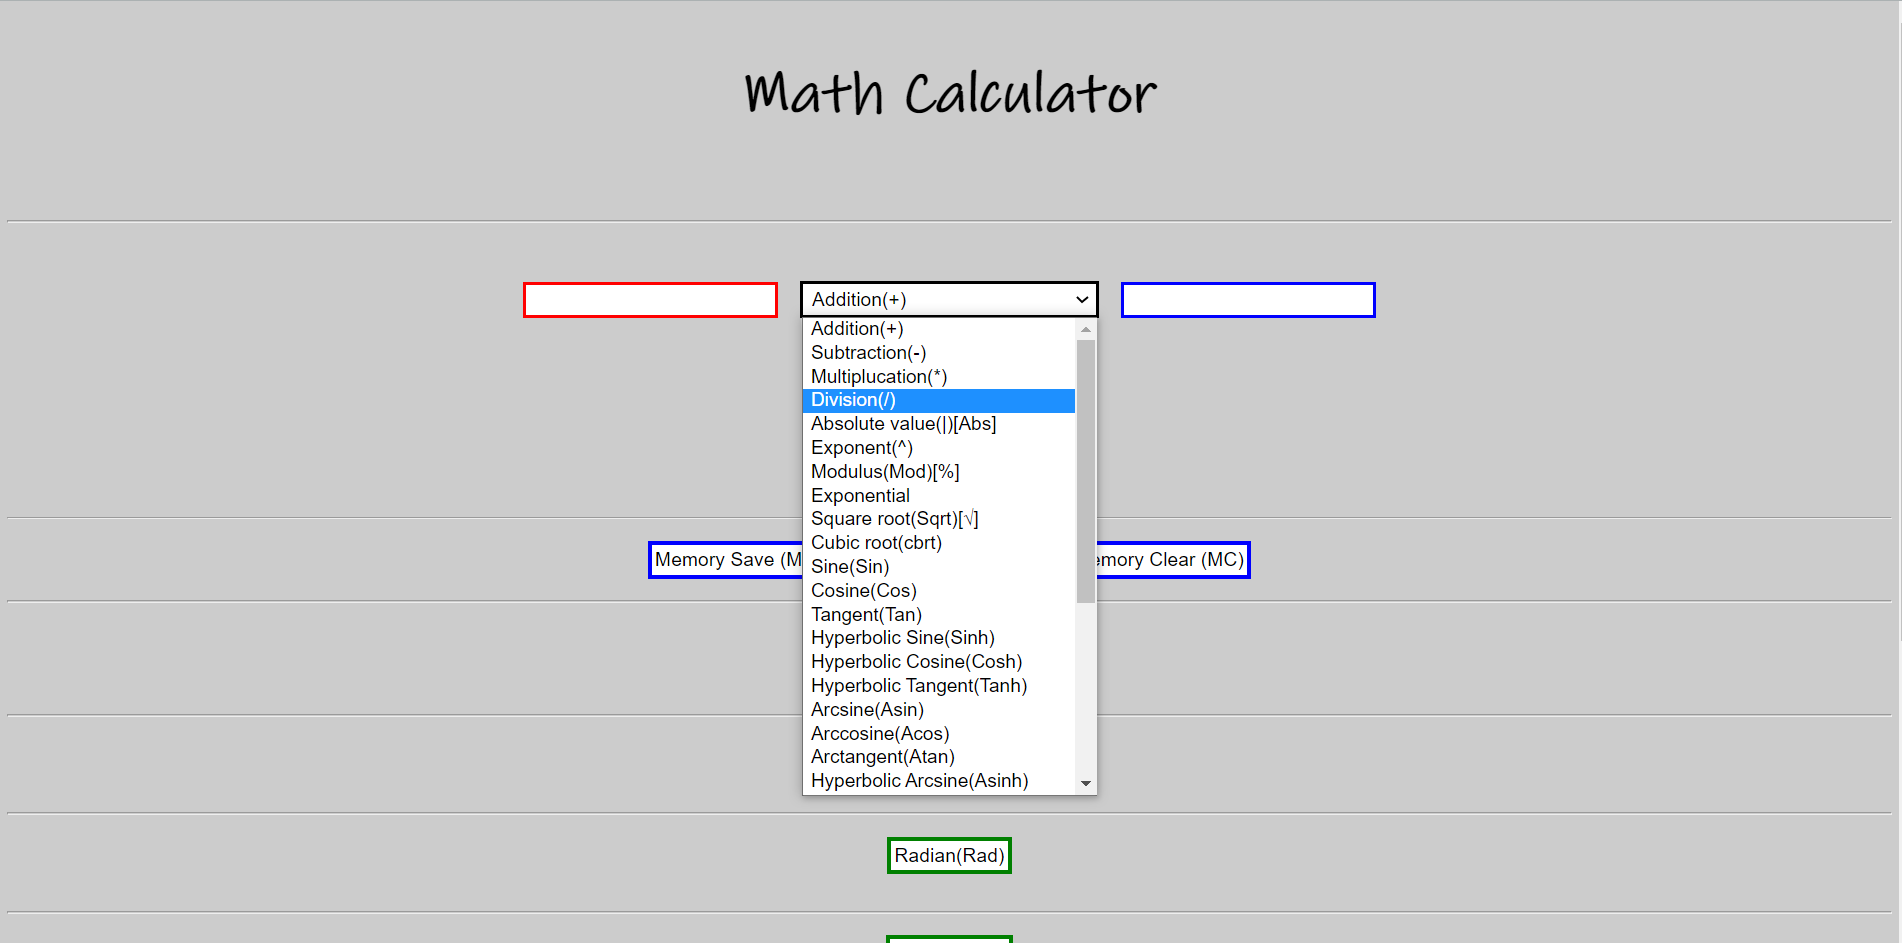 Math Calculator
Addition(+)
Addition(+)
Subtraction(-)
Multiplucation(*)
Division(/)
Absolute value(|)[Abs]
Exponent(^)
Modulus(Mod)[%]
Exponential
Square root(Sqrt)[√]
Cubic root(cbrt)
Sine(Sin)
Cosine(Cos)
Tangent(Tan)
Hyperbolic Sine(Sinh)
Hyperbolic Cosine(Cosh)
Hyperbolic Tangent(Tanh)
Arcsine(Asin)
Arccosine(Acos)
Arctangent(Atan)
Hyperbolic Arcsine(Asinh)
Memory Save (M
emory Clear (MC)
Radian(Rad)